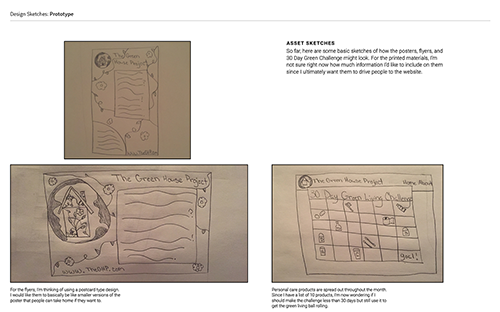 Design Sketches: Prototype
ASSET SKETCHES
So far, here are some basic sketches of how the posters, flyers, and
30 Day Green Challenge might look. For the printed materials, I'm
not sure right now how much information I'd like to include on them
since I ultimately want them to drive people to the website.
The Green
House Project
The Green House Project
www.TheGHP.com
The Green House Project
Home About
30 Day Green Living Challenge
goal!
For the flyers, I'm thinking of using a postcard type design.
I would like them to basically be like smaller versions of the
poster that people can take home if they want to.
Personal care products are spread out throughout the month.
Since I have a list of 10 products, I'm now wondering if I
should make the challenge less than 30 days but still use it to
get the green living ball rolling.